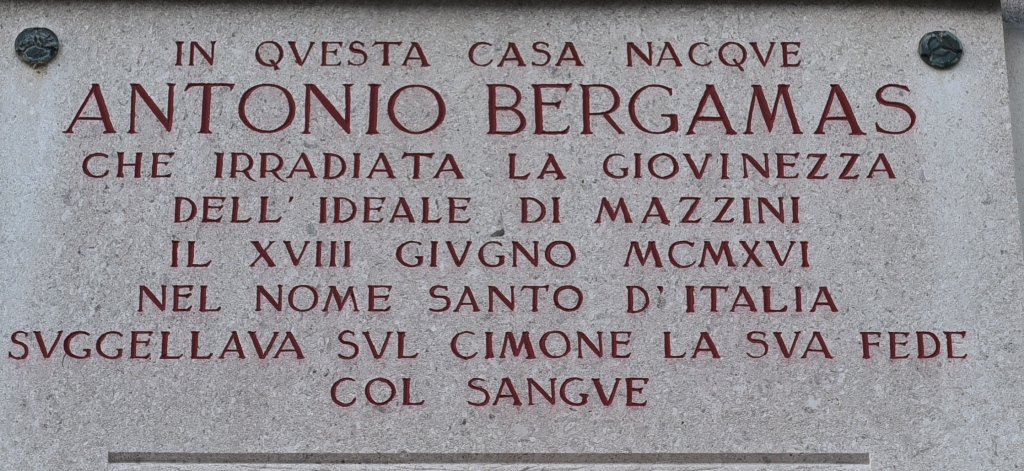 IN QVESTA CASA NACQVE
ANTONIO BERGAMAS
CHE IRRADIATA LA GIOVINEZZA
DELL' IDEALE DI MAZZINI
IL XVIII GIVGNO MCMXVI
NEL NOME SANTO D'ITALIA
SVGGELLAVA SVL CIMONE LA SVA FEDE
COL SANGVE